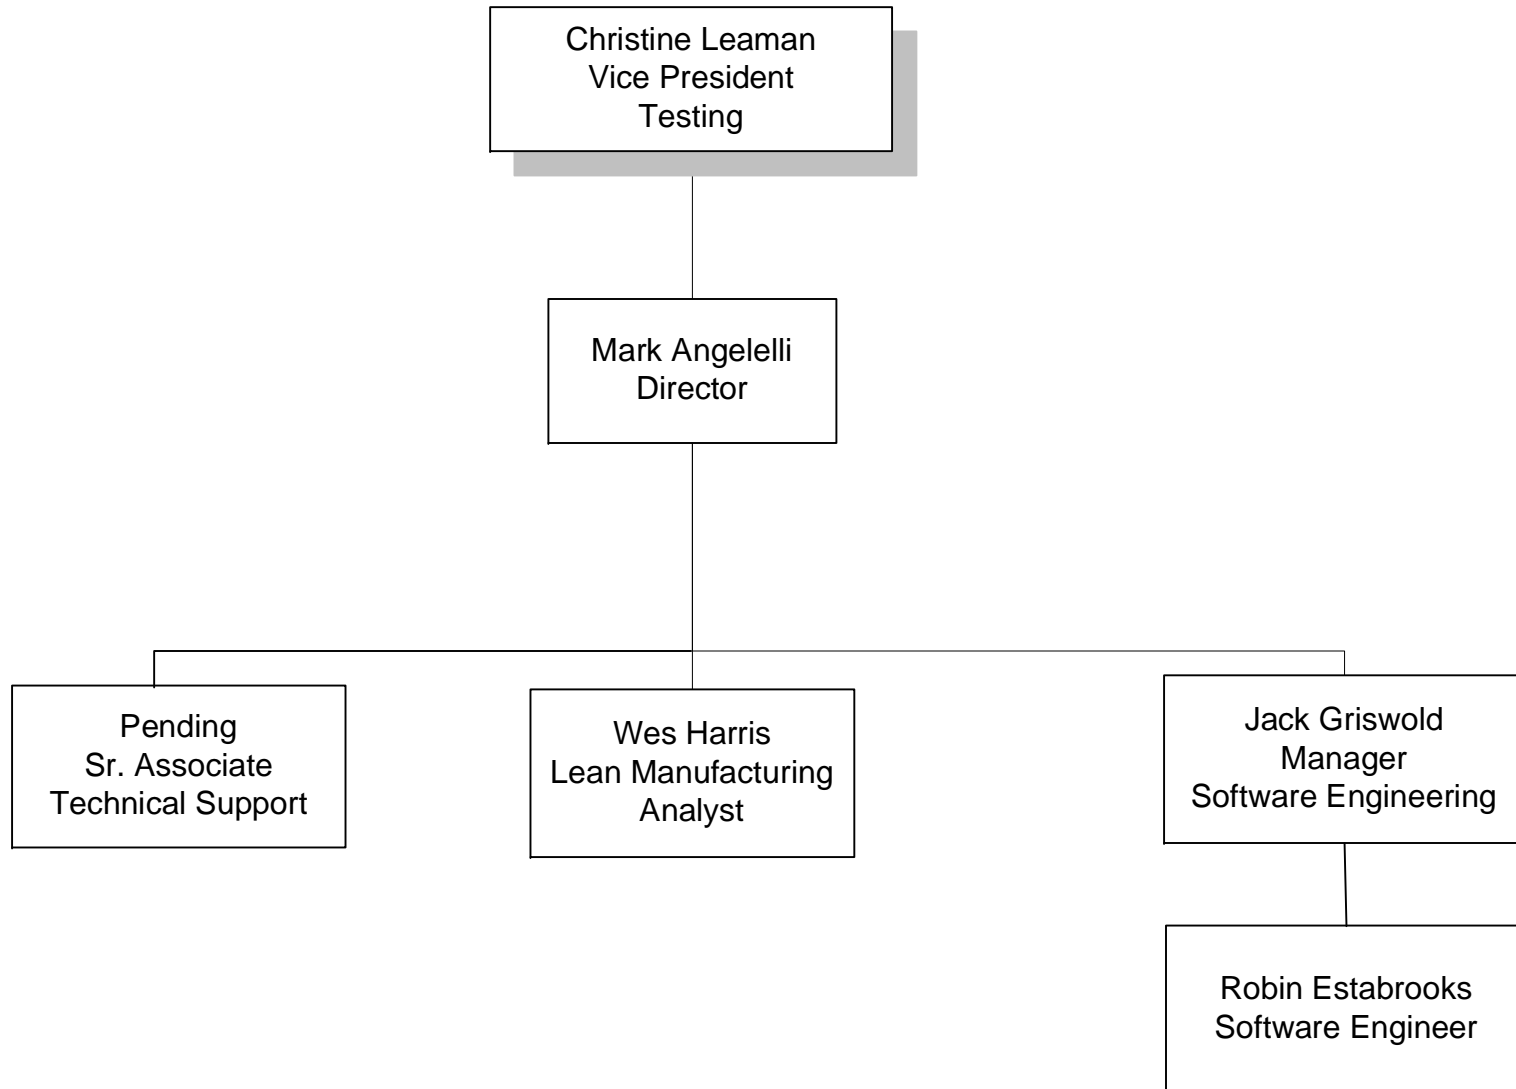 Christine Leaman
Vice President
Testing
Mark Angelelli
Director
Pending
Sr. Associate
Technical Support
Wes Harris
Lean Manufacturing
Analyst
Jack Griswold
Manager
Software Engineering
Robin Estabrooks
Software Engineer